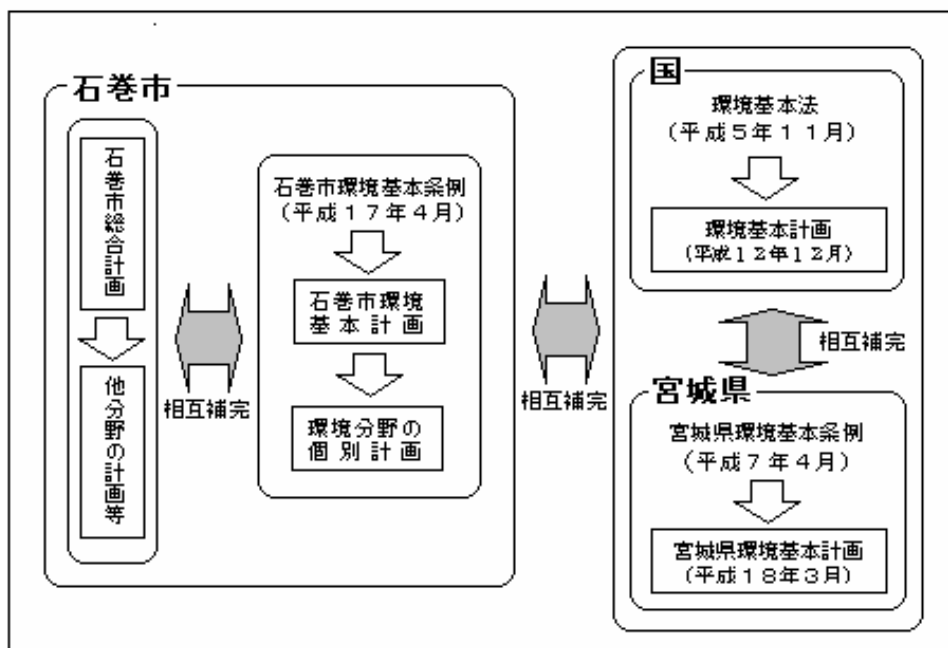 石巻市
石巻市総合計画
他分野の計画等
相互補完
石巻市環境基本条例
（平成１７年４月）
石巻市環境
基本計画
環境分野の
個別計画
相互補完
国
環境基本法
（平成５年１１月）
環境基本計画
（平成１２年１２月）
相互補完
宮城県
宮城県環境基本条例
（平成７年４月）
宮城県環境基本計画
（平成１８年３月）